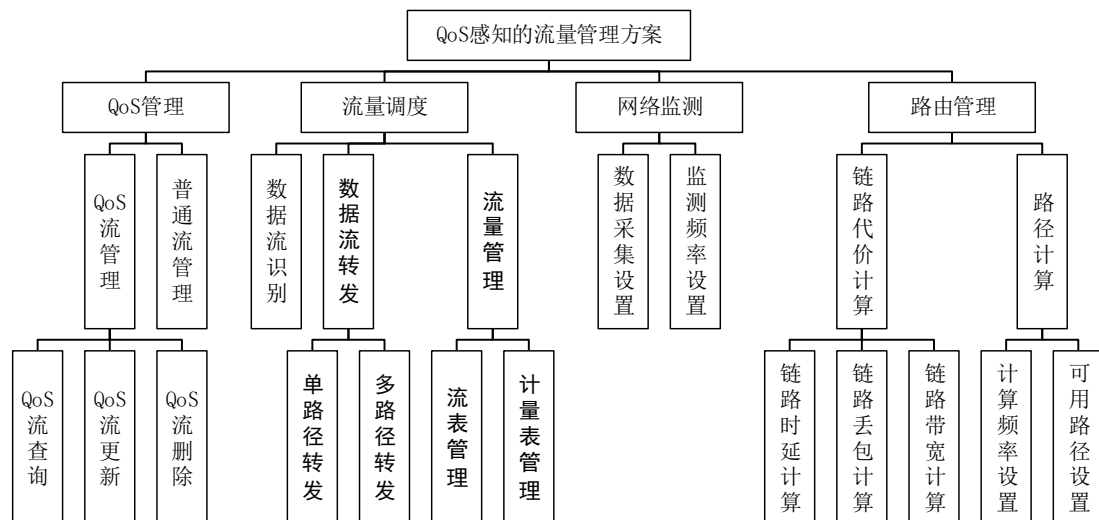 QoS感知的流量管理方案
QoS管理
流量调度
网络监测
路由管理
QoS流管理
普通流管理
数据流识别
数据流转发
流量管理
数据采集设置
监测频率设置
链路代价计算
路径计算
QoS流查询
QoS流更新
QoS流删除
单路径转发
多路径转发
流表管理
计量表管理
链路时延计算
链路丢包计算
链路带宽计算
计算频率设置
可用路径设置